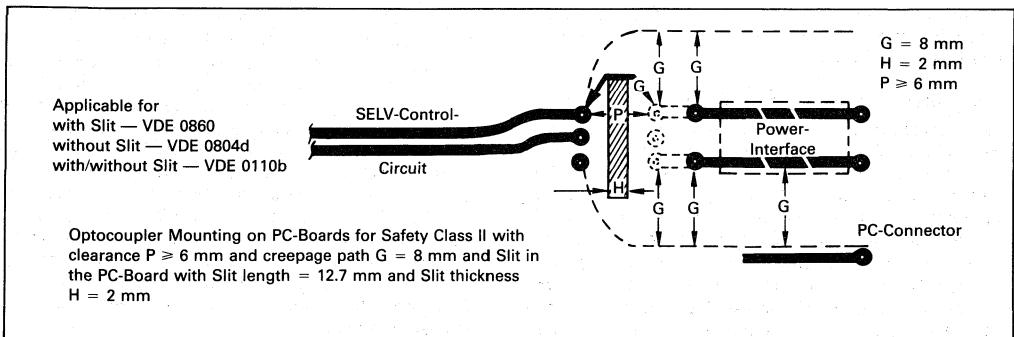 G = 8 mm
H = 2 mm
P ≥ 6 mm
Applicable for
with Slit — VDE 0860
without Slit — VDE 0804d
with/without Slit — VDE 0110b
SELV-Control-
Circuit
G
G
G
P
H
Power-
Interface
G
G
G
PC-Connector
Optocoupler Mounting on PC-Boards for Safety Class II with
clearance P ≥ 6 mm and creepage path G = 8 mm and Slit in
the PC-Board with Slit length = 12.7 mm and Slit thickness
H = 2 mm